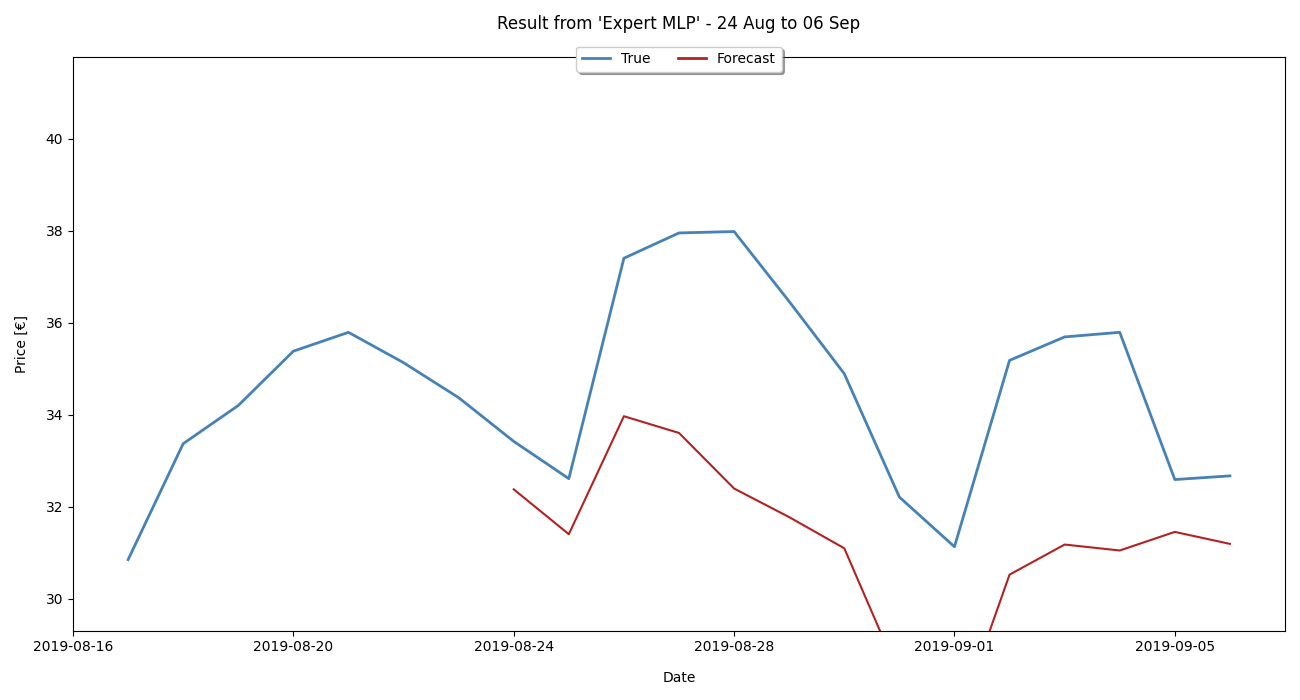 Result from 'Expert MLP' - 24 Aug to 06 Sep
True Forecast
40
38
36
34
32
30
Price [€]
2019-08-16 2019-08-20 2019-08-24 2019-08-28 2019-09-01 2019-09-05
Date